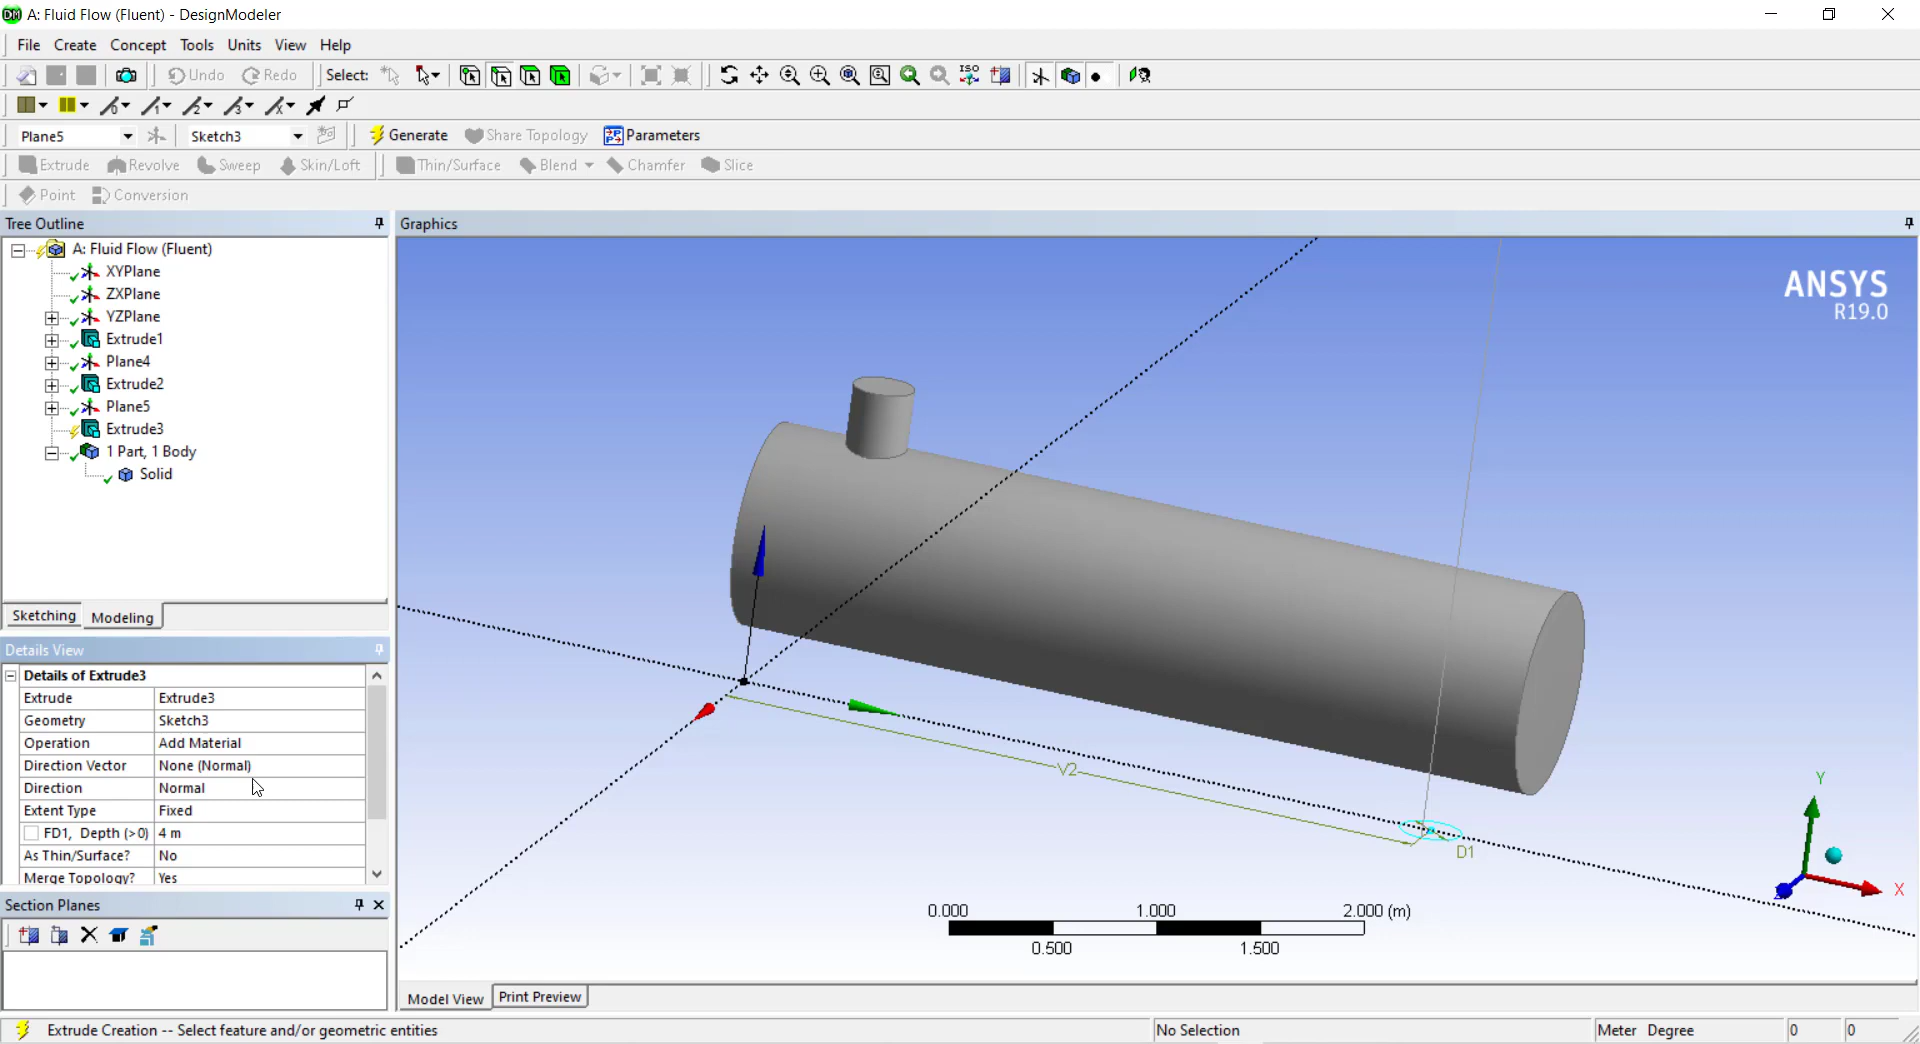 A: Fluid Flow (Fluent) - DesignModeler
File Create Concept Tools Units View Help
Undo Redo Select: ISO
Plane5 Sketch3 Generate Share Topology Parameters
Extrude Revolve Sweep Skin/Loft Thin/Surface Blend Chamfer Slice
Point Conversion
Tree Outline
A: Fluid Flow (Fluent)
XYPlane
ZXPlane
YZPlane
Extrude1
Plane4
Extrude2
Plane5
Extrude3
1 Part, 1 Body
Solid
Sketching Modeling
Details View
Details of Extrude3
Extrude Extrude3
Geometry Sketch3
Operation Add Material
Direction Vector None (Normal)
Direction Normal
Extent Type Fixed
FD1, Depth (>0) 4 m
As Thin/Surface? No
Merge Topology? Yes
Section Planes
Graphics
ANSYS
R19.0
V2
D1
Y
X
0.000 1.000 2.000 (m)
0.500 1.500
Model View Print Preview
Extrude Creation -- Select feature and/or geometric entities No Selection Meter Degree 0 0